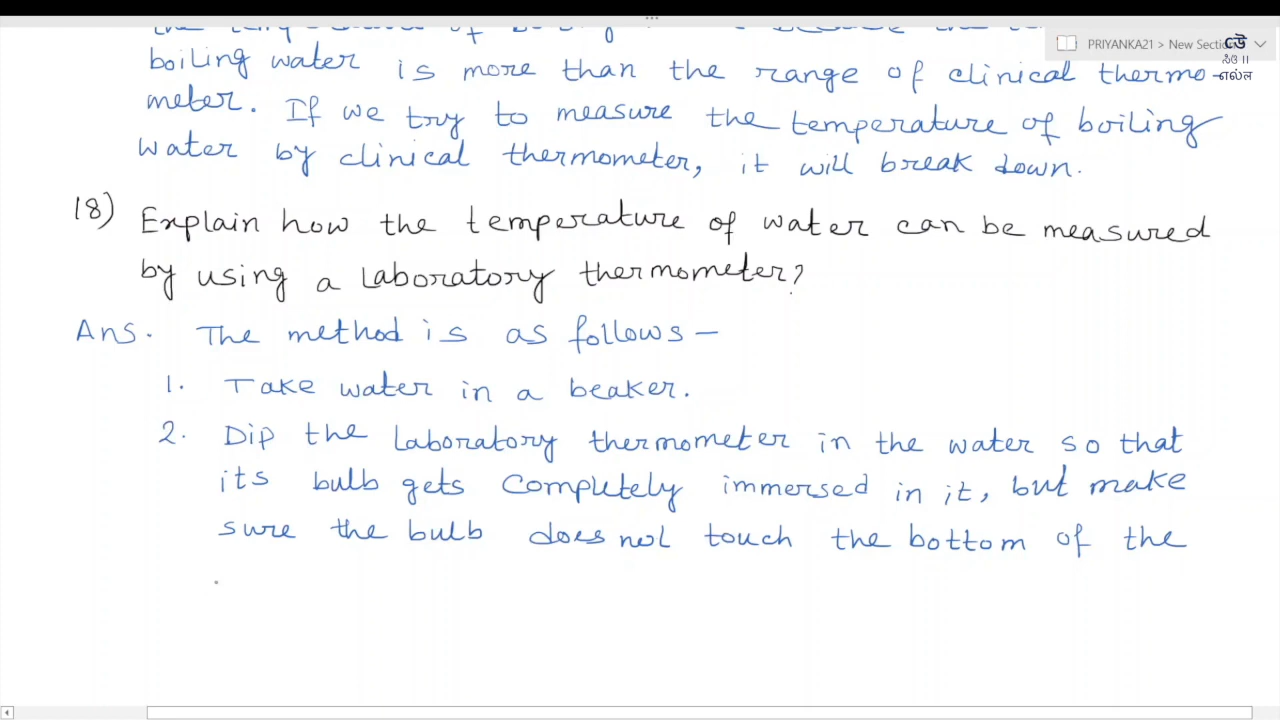 boiling water is more than the range of clinical thermo-
meter. If we try to measure the temperature of boiling
water by clinical thermometer, it will break down.
18) Explain how the temperature of water can be measured
by using a laboratory thermometer?
Ans. The method is as follows –
1. Take water in a beaker.
2. Dip the laboratory thermometer in the water so that
its bulb gets completely immersed in it, but make
sure the bulb does not touch the bottom of the
PRIYANKA21 > New Section